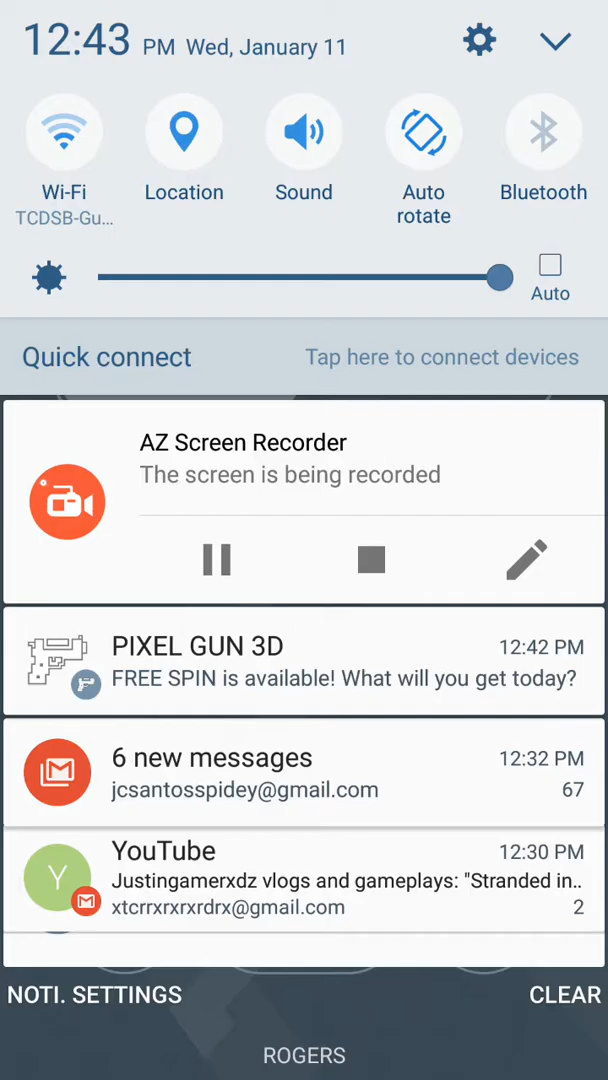 12:43 PM Wed, January 11
Wi-Fi Location Sound Auto rotate Bluetooth
TCDSB-Gu...
Auto
Quick connect Tap here to connect devices
AZ Screen Recorder
The screen is being recorded
PIXEL GUN 3D 12:42 PM
FREE SPIN is available! What will you get today?
6 new messages 12:32 PM
jcsantosspidey@gmail.com 67
Y
YouTube 12:30 PM
Justingamerxdz vlogs and gameplays: "Stranded in..
xtcrrxrxrxrdrx@gmail.com 2
NOTI. SETTINGS CLEAR
ROGERS